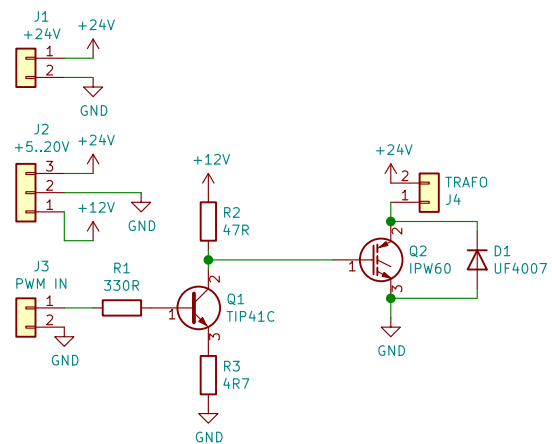 J1
+24V
+24V
1
2
GND
J2
+5..20V
+24V
3
2
1
GND
+12V
J3
PWM IN
1
2
GND
R1
330R
+12V
R2
47R
1
2
3
Q1
TIP41C
R3
4R7
GND
+24V
2
1
TRAFO
J4
2
1
3
Q2
IPW60
D1
UF4007
GND